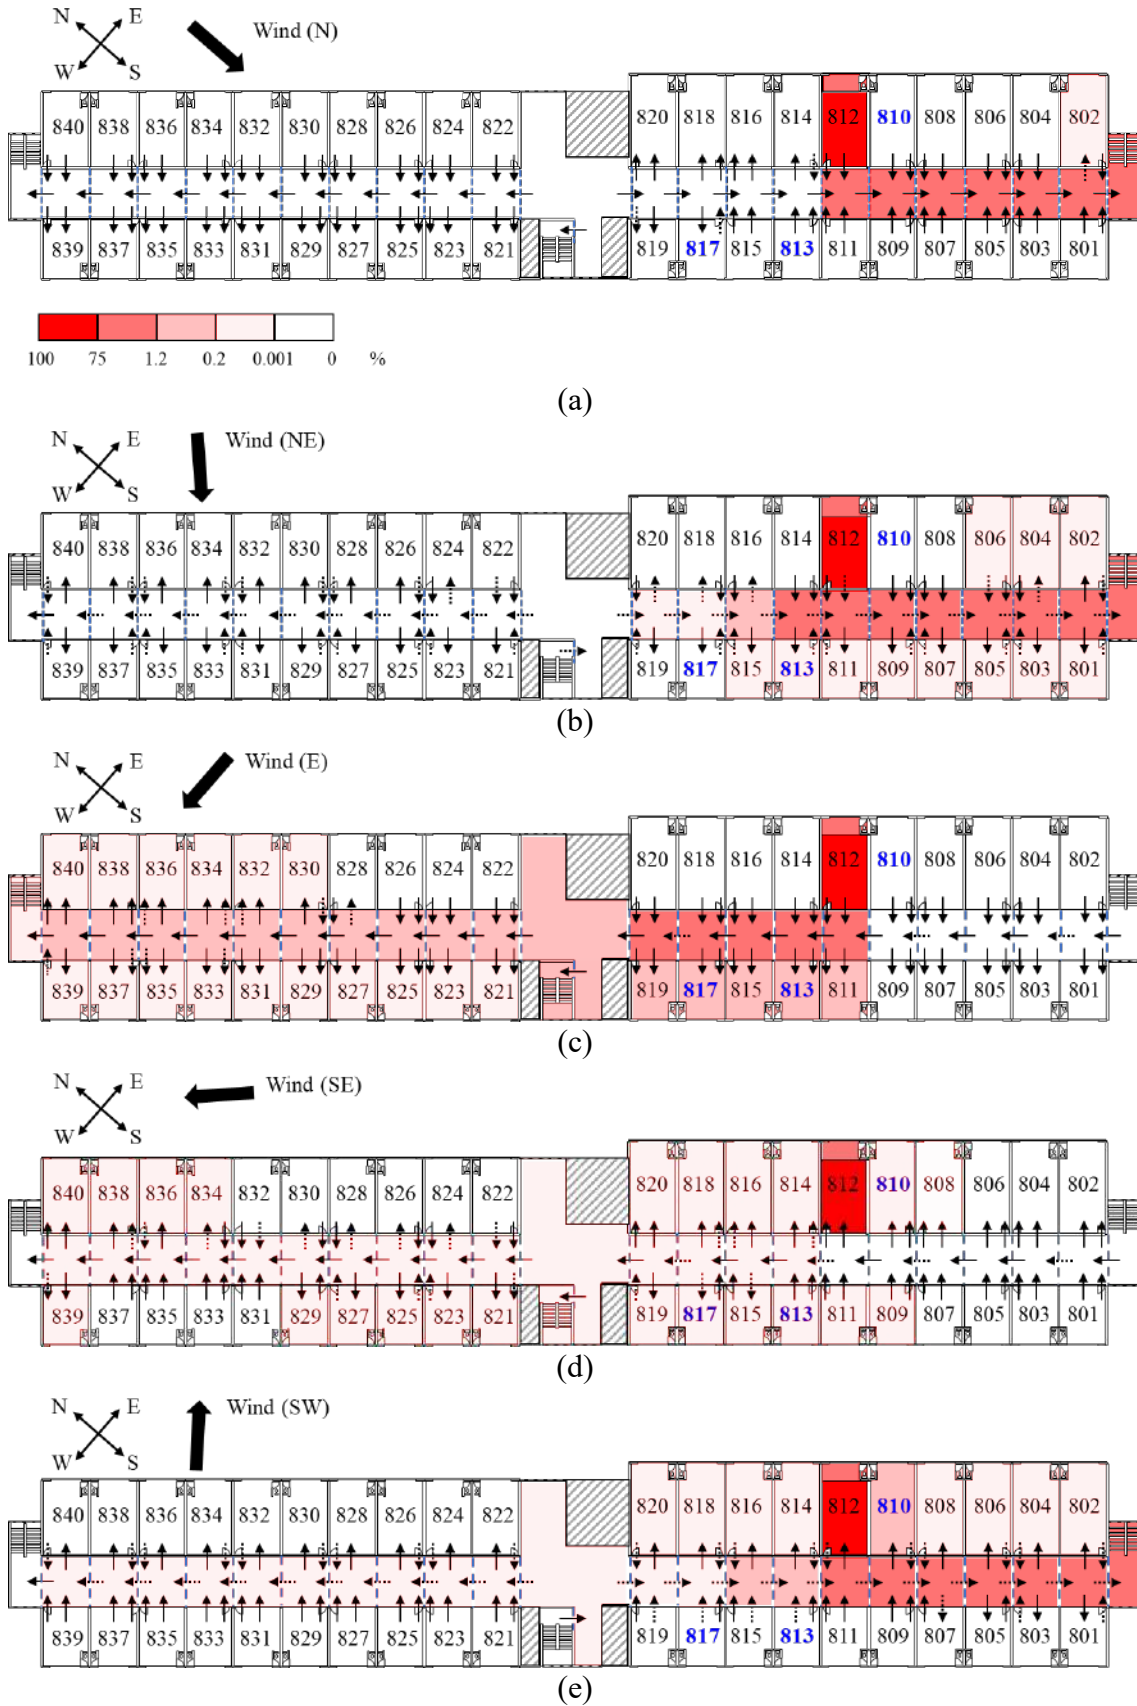 N E Wind (N)
W S
840 838 836 834 832 830 828 826 824 822 820 818 816 814 812 810 808 806 804 802
839 837 835 833 831 829 827 825 823 821 819 817 815 813 811 809 807 805 803 801
100 75 1.2 0.2 0.001 0 %
(a)
N E Wind (NE)
W S
840 838 836 834 832 830 828 826 824 822 820 818 816 814 812 810 808 806 804 802
839 837 835 833 831 829 827 825 823 821 819 817 815 813 811 809 807 805 803 801
(b)
N E Wind (E)
W S
840 838 836 834 832 830 828 826 824 822 820 818 816 814 812 810 808 806 804 802
839 837 835 833 831 829 827 825 823 821 819 817 815 813 811 809 807 805 803 801
(c)
N E Wind (SE)
W S
840 838 836 834 832 830 828 826 824 822 820 818 816 814 812 810 808 806 804 802
839 837 835 833 831 829 827 825 823 821 819 817 815 813 811 809 807 805 803 801
(d)
N E Wind (SW)
W S
840 838 836 834 832 830 828 826 824 822 820 818 816 814 812 810 808 806 804 802
839 837 835 833 831 829 827 825 823 821 819 817 815 813 811 809 807 805 803 801
(e)